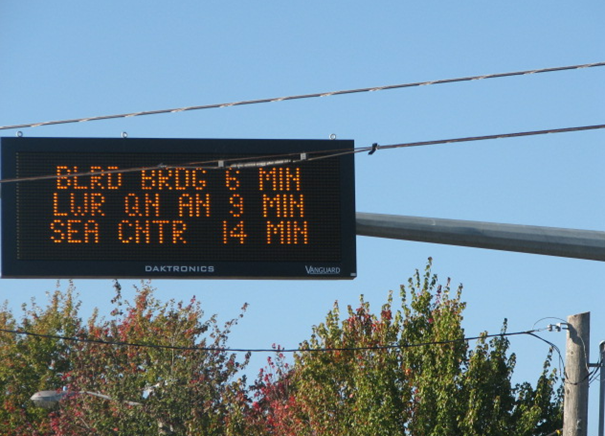 BLRD BRDG 6 MIN
LWR QN AN 9 MIN
SEA CNTR 14 MIN
DAKTRONICS VANGUARD